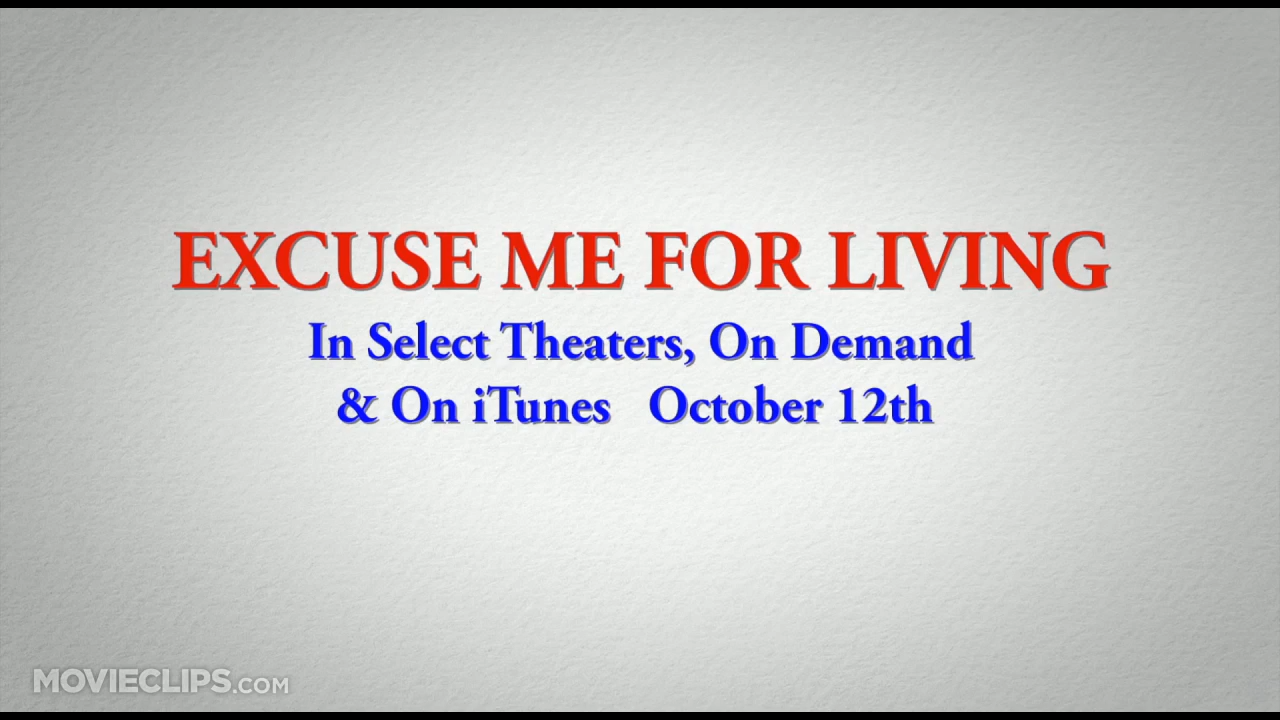 EXCUSE ME FOR LIVING
In Select Theaters, On Demand
& On iTunes October 12th
MOVIECLIPS.COM